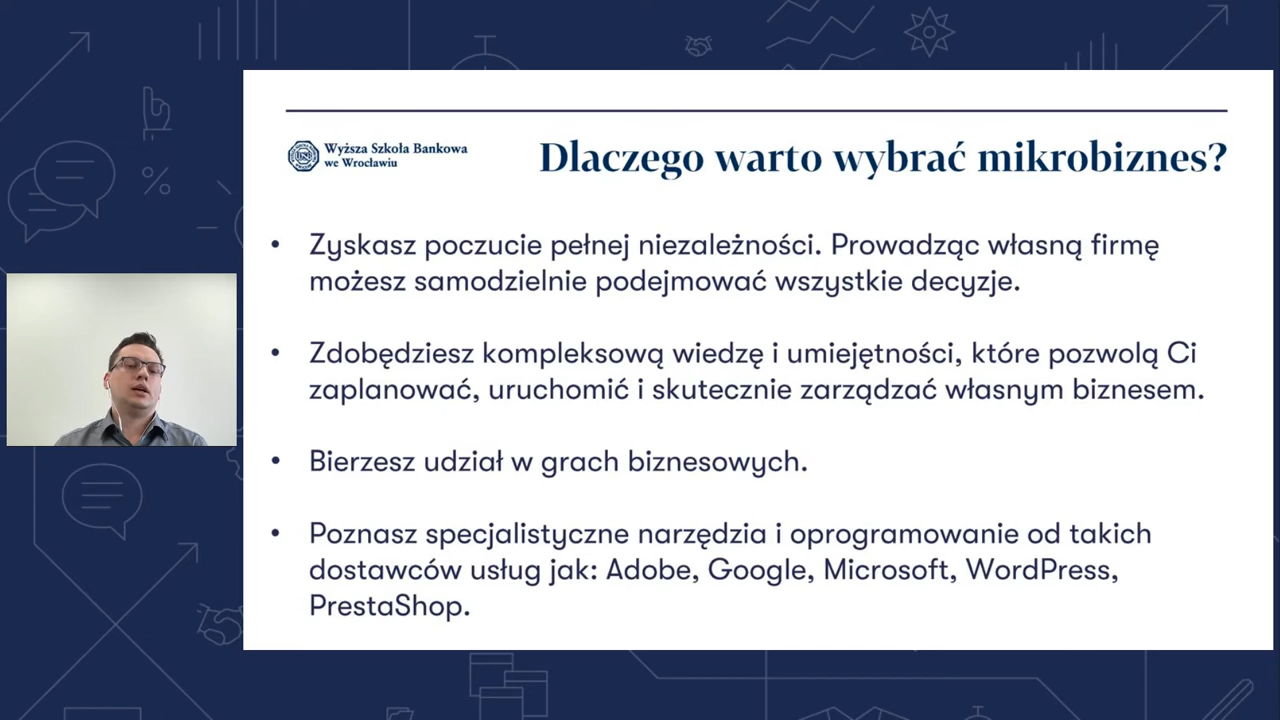 Wyższa Szkoła Bankowa
we Wrocławiu
Dlaczego warto wybrać mikrobiznes?
• Zyskasz poczucie pełnej niezależności. Prowadząc własną firmę
możesz samodzielnie podejmować wszystkie decyzje.
• Zdobędziesz kompleksową wiedzę i umiejętności, które pozwolą Ci
zaplanować, uruchomić i skutecznie zarządzać własnym biznesem.
• Bierzesz udział w grach biznesowych.
• Poznasz specjalistyczne narzędzia i oprogramowanie od takich
dostawców usług jak: Adobe, Google, Microsoft, WordPress,
PrestaShop.